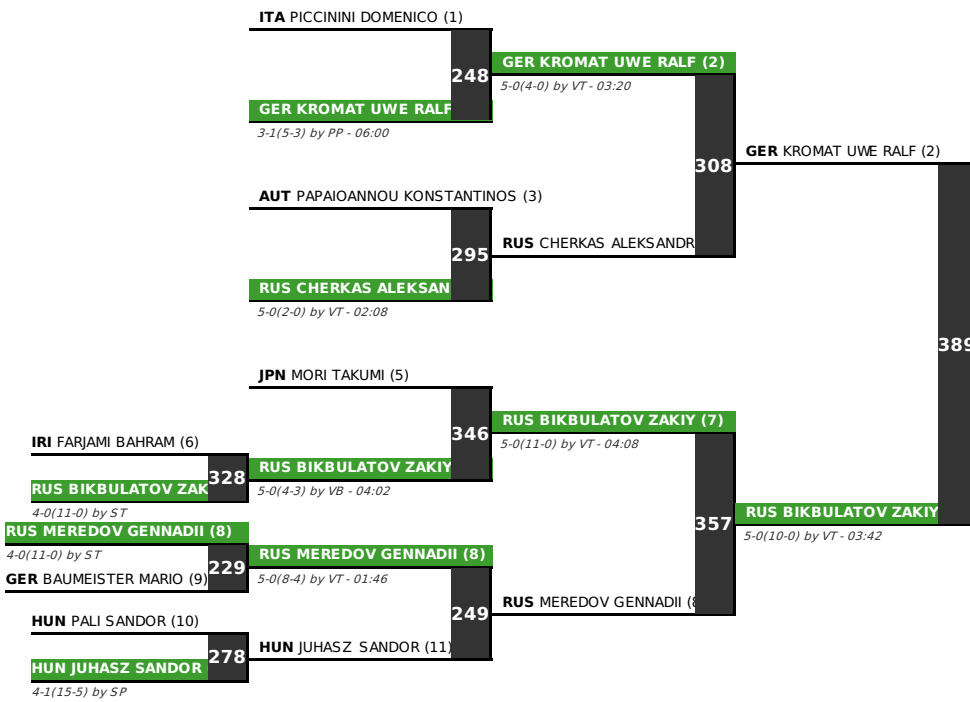 ITA PICCININI DOMENICO (1)
248
GER KROMAT UWE RALF
3-1(5-3) by PP - 06:00
GER KROMAT UWE RALF (2)
5-0(4-0) by VT - 03:20
308
GER KROMAT UWE RALF (2)
AUT PAPAIOANNOU KONSTANTINOS (3)
295
RUS CHERKAS ALEKSANDR
RUS CHERKAS ALEKSAN
5-0(2-0) by VT - 02:08
389
JPN MORI TAKUMI (5)
346
RUS BIKBULATOV ZAKIY (7)
5-0(11-0) by VT - 04:08
IRI FARJAMI BAHRAM (6)
328
RUS BIKBULATOV ZAKIY
5-0(4-3) by VB - 04:02
RUS BIKBULATOV ZAK
4-0(11-0) by ST
357
RUS BIKBULATOV ZAKIY
5-0(10-0) by VT - 03:42
RUS MEREDOV GENNADII (8)
4-0(11-0) by ST
229
GER BAUMEISTER MARIO (9)
RUS MEREDOV GENNADII (8)
5-0(8-4) by VT - 01:46
249
RUS MEREDOV GENNADII (8
HUN PALI SANDOR (10)
278
HUN JUHASZ SANDOR (11)
HUN JUHASZ SANDOR
4-1(15-5) by SP